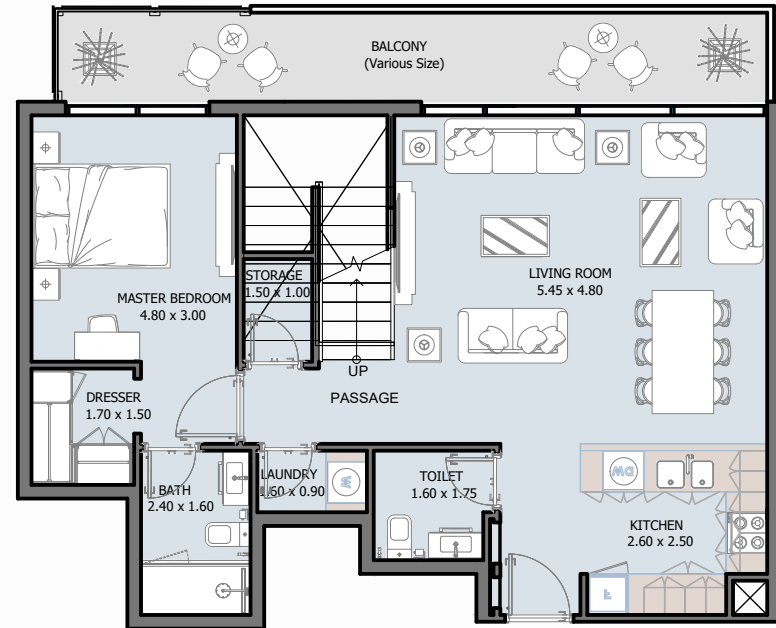 BALCONY
(Various Size)
MASTER BEDROOM
4.80 x 3.00
STORAGE
1.50 x 1.00
LIVING ROOM
5.45 x 4.80
UP
PASSAGE
DRESSER
1.70 x 1.50
BATH
2.40 x 1.60
LAUNDRY
60 x 0.90
W
TOILET
1.60 x 1.75
DW
KITCHEN
2.60 x 2.50